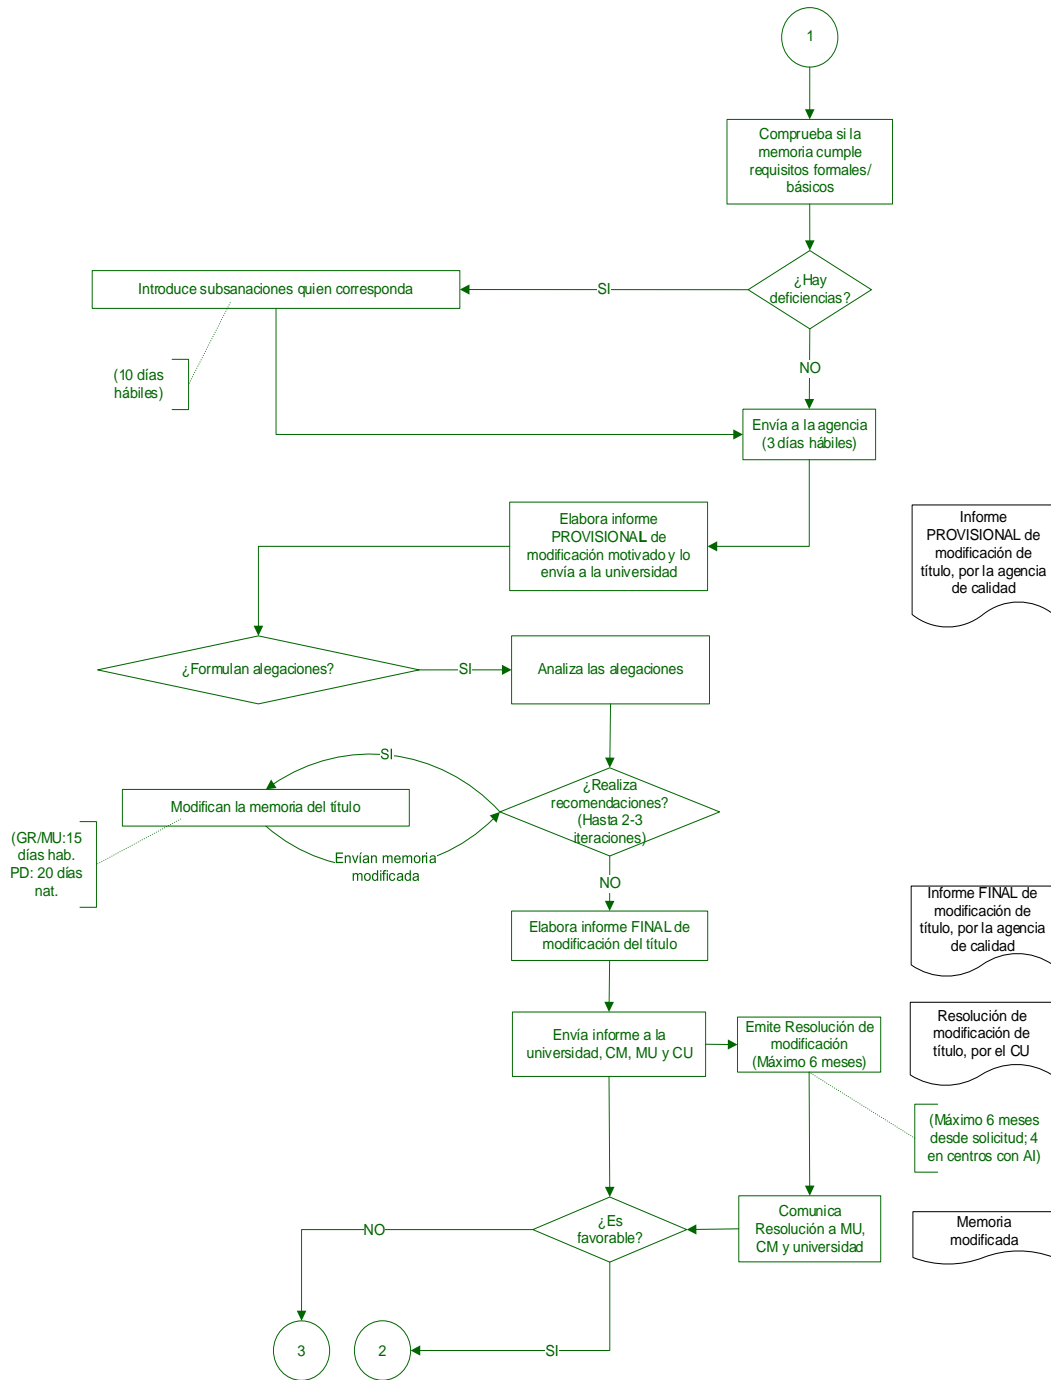 1
Comprueba si la
memoria cumple
requisitos formales/
básicos
¿Hay
deficiencias?
SI
Introduce subsanaciones quien corresponda
(10 días
hábiles)
NO
Envía a la agencia
(3 días hábiles)
Elabora informe
PROVISIONAL de
modificación motivado y lo
envía a la universidad
Informe
PROVISIONAL de
modificación de
título, por la agencia
de calidad
¿Formulan alegaciones?
SI
Analiza las alegaciones
SI
¿Realiza
recomendaciones?
(Hasta 2-3
iteraciones)
Modifican la memoria del título
(GR/MU:15
días hab.
PD: 20 días
nat.
Envían memoria
modificada
NO
Elabora informe FINAL de
modificación del título
Informe FINAL de
modificación de
título, por la agencia
de calidad
Envía informe a la
universidad, CM, MU y CU
Emite Resolución de
modificación
(Máximo 6 meses)
Resolución de
modificación de
título, por el CU
(Máximo 6 meses
desde solicitud; 4
en centros con AI)
Comunica
Resolución a MU,
CM y universidad
Memoria
modificada
¿Es
favorable?
NO
SI
3
2